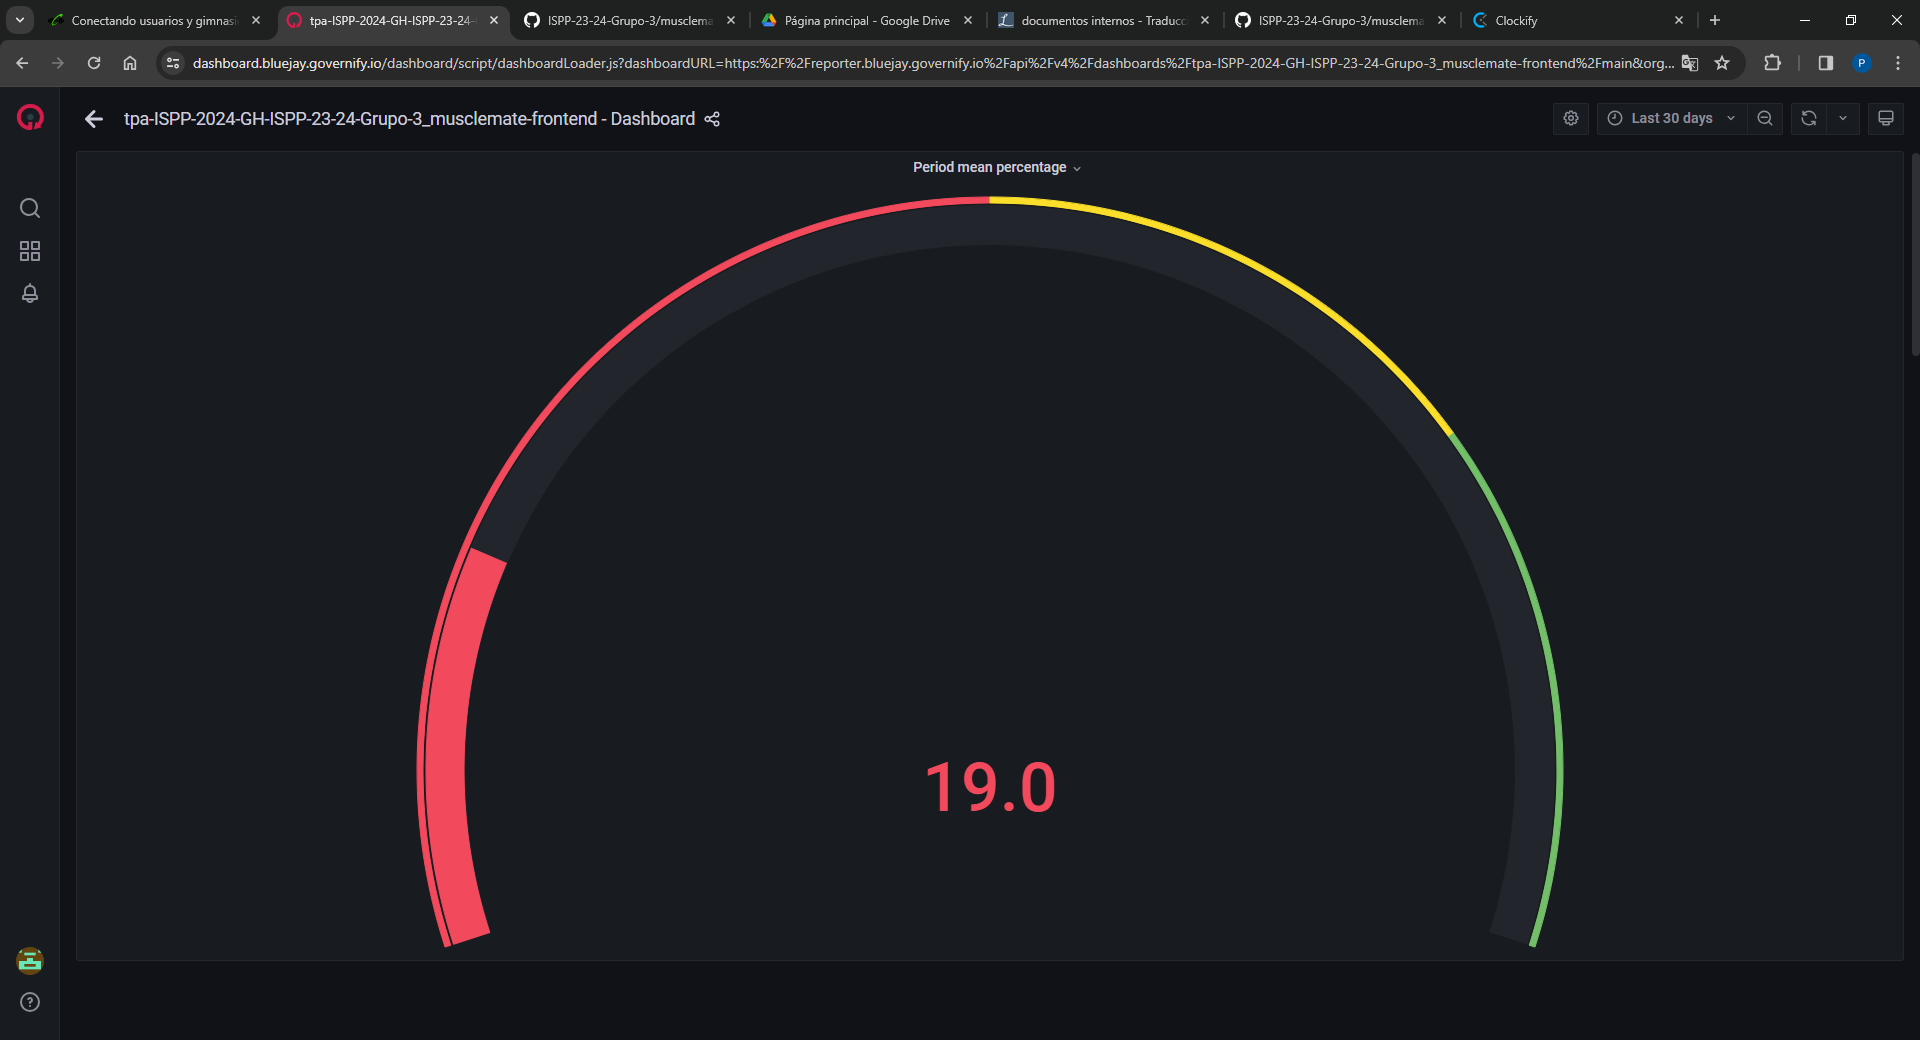 Conectando usuarios y gimnasi
tpa-ISPP-2024-GH-ISPP-23-24-
ISPP-23-24-Grupo-3/musclema
Página principal - Google Drive
documentos internos - Traducc
ISPP-23-24-Grupo-3/musclema
Clockify
dashboard.bluejay.governify.io/dashboard/script/dashboardLoader.js?dashboardURL=https:%2F%2Freporter.bluejay.governify.io%2Fapi%2Fv4%2Fdashboards%2Ftpa-ISPP-2024-GH-ISPP-23-24-Grupo-3_musclemate-frontend%2Fmain&org...
P
tpa-ISPP-2024-GH-ISPP-23-24-Grupo-3_musclemate-frontend - Dashboard
Last 30 days
Period mean percentage
19.0